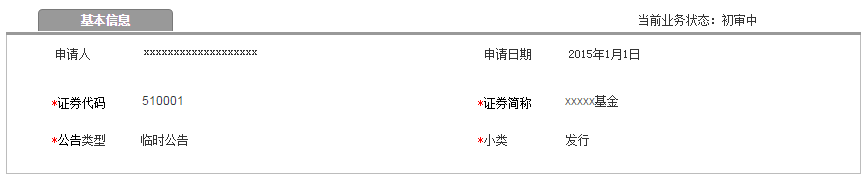 基本信息 当前业务状态：初审中
申请人 xxxxxxxxxxxxxxxxxxx 申请日期 2015年1月1日
*证券代码 510001 *证券简称 xxxxx基金
*公告类型 临时公告 *小类 发行